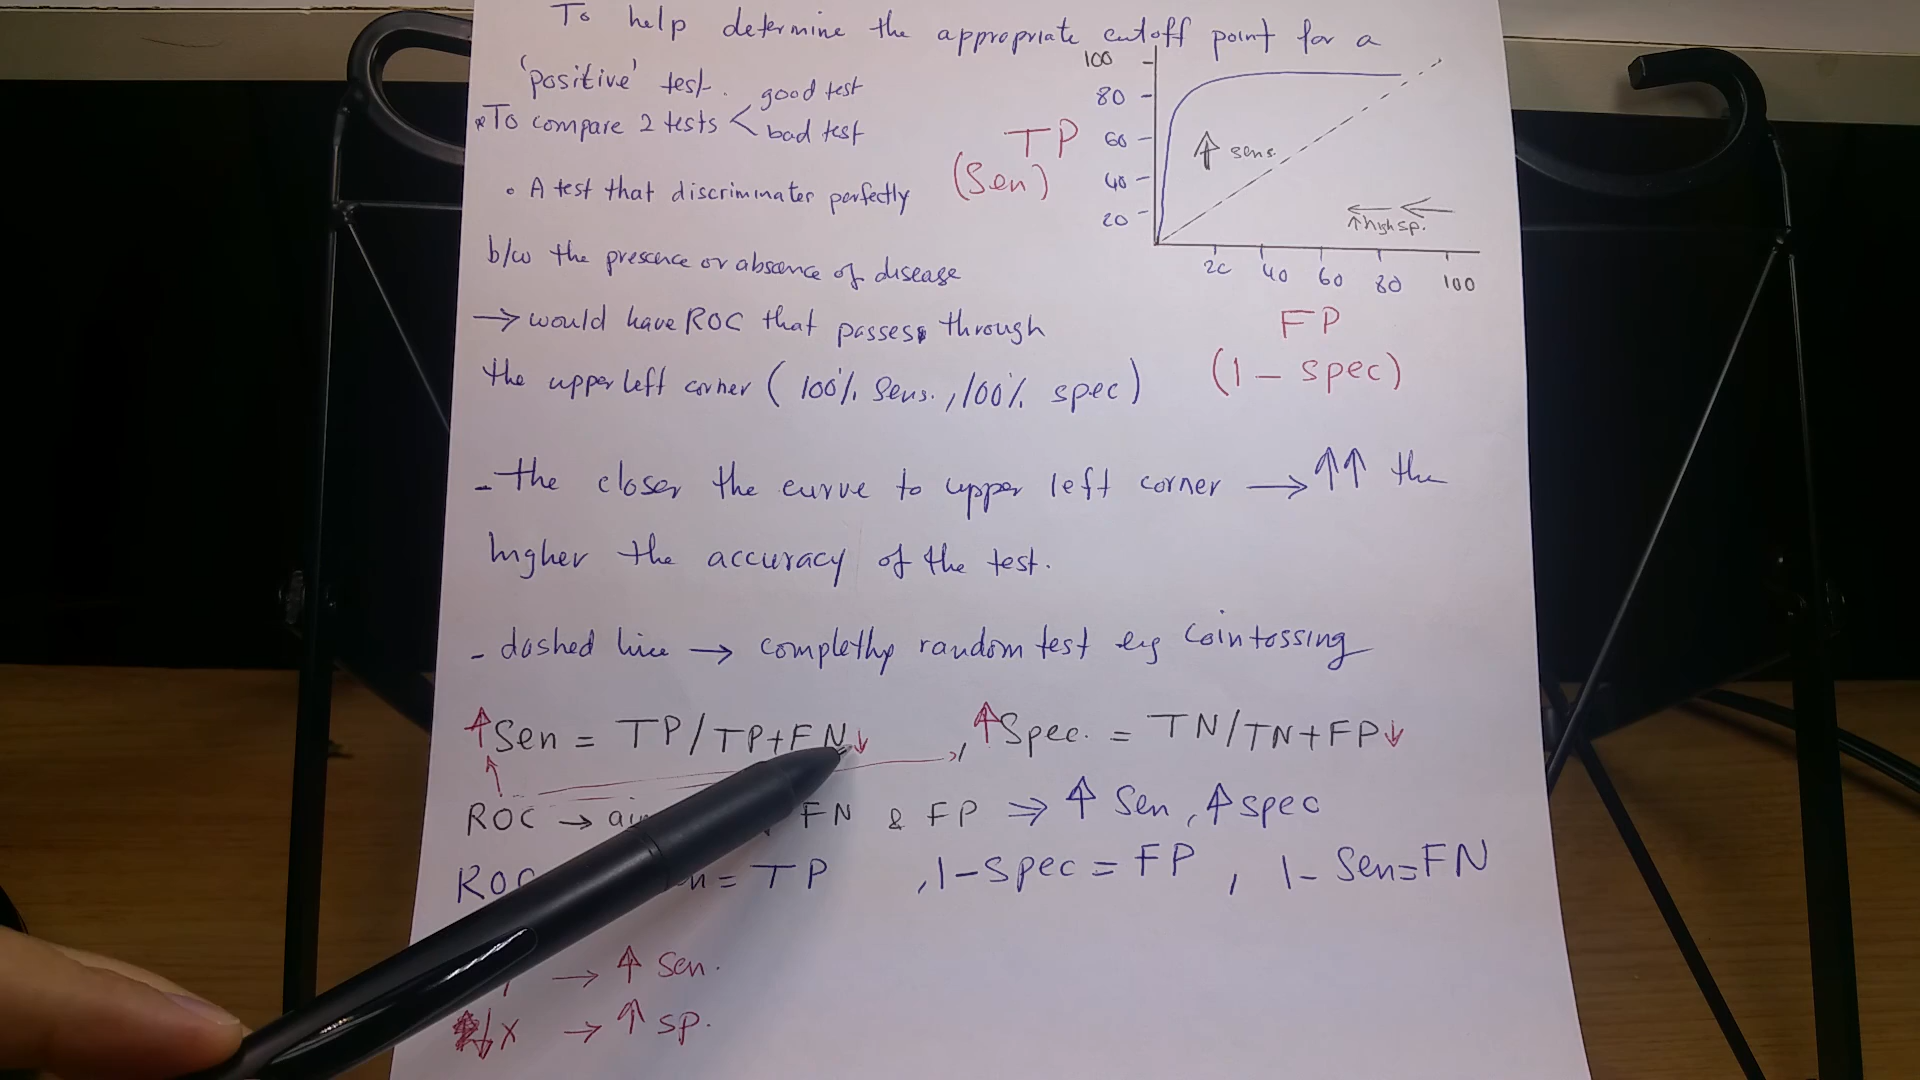 To help determine the appropriate cutoff point for a
'positive' test.
good test
*To compare 2 tests <
bad test
• A test that discriminates perfectly
b/w the presence or absence of disease
→ would have ROC that passes through
the upper left corner (100% Sens., 100% spec)
100
80
60
40
20
TP
(Sen)
↑ sens.
↑high sp.
20 40 60 80 100
FP
(1 - spec)
- the closer the curve to upper left corner → ↑↑ the
higher the accuracy of the test.
- dashed line → completly random test eg Cointossing
↑Sen = TP/TP+FN↓ , ↑Spec. = TN/TN+FP↓
ROC → FN & FP ⇒ ↑ Sen, ↑ spec
ROC = TP , 1-spec = FP , 1- Sen=FN
→ ↑ Sen.
↓ X → ↑ sp.